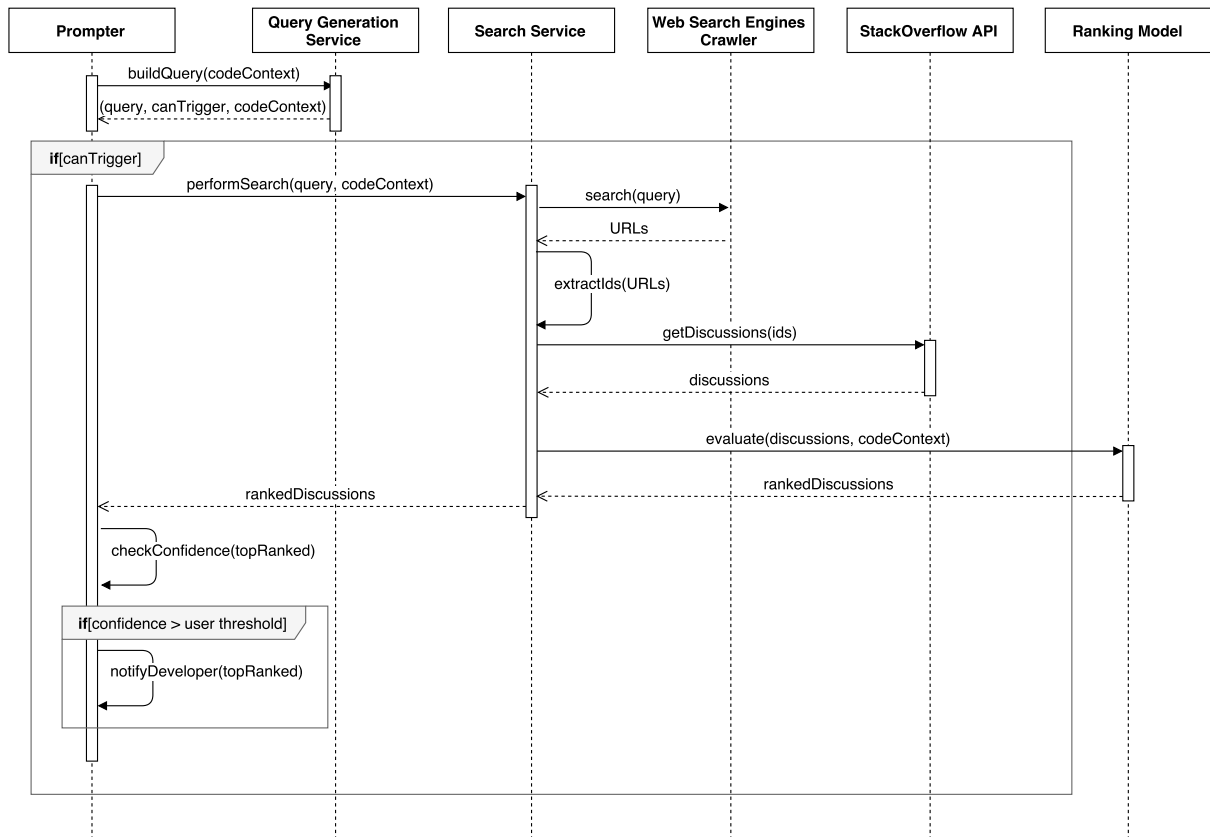 Prompter
Query Generation
Service
Search Service
Web Search Engines
Crawler
StackOverflow API
Ranking Model
buildQuery(codeContext)
(query, canTrigger, codeContext)
if[canTrigger]
performSearch(query, codeContext)
search(query)
URLs
extractIds(URLs)
getDiscussions(ids)
discussions
evaluate(discussions, codeContext)
rankedDiscussions
rankedDiscussions
checkConfidence(topRanked)
if[confidence > user threshold]
notifyDeveloper(topRanked)